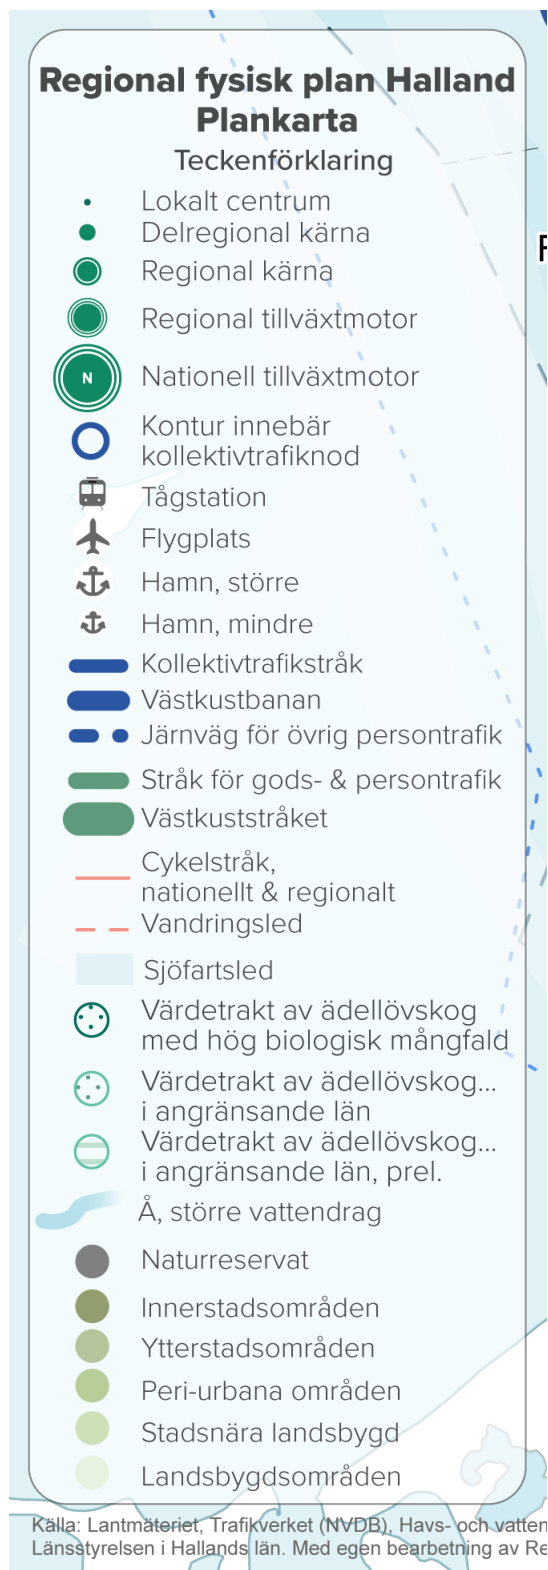 Regional fysisk plan Halland
Plankarta
Teckenförklaring
Lokalt centrum
Delregional kärna
Regional kärna
Regional tillväxtmotor
N
Nationell tillväxtmotor
Kontur innebär
kollektivtrafiknod
Tågstation
Flygplats
Hamn, större
Hamn, mindre
Kollektivtrafikstråk
Västkustbanan
Järnväg för övrig persontrafik
Stråk för gods- & persontrafik
Västkuststråket
Cykelstråk,
nationellt & regionalt
Vandringsled
Sjöfartsled
Värdetrakt av ädellövskog
med hög biologisk mångfald
Värdetrakt av ädellövskog...
i angränsande län
Värdetrakt av ädellövskog...
i angränsande län, prel.
Å, större vattendrag
Naturreservat
Innerstadsområden
Ytterstadsområden
Peri-urbana områden
Stadsnära landsbygd
Landsbygdsområden
Källa: Lantmäteriet, Trafikverket (NVDB), Havs- och vatten
Länsstyrelsen i Hallands län. Med egen bearbetning av Re